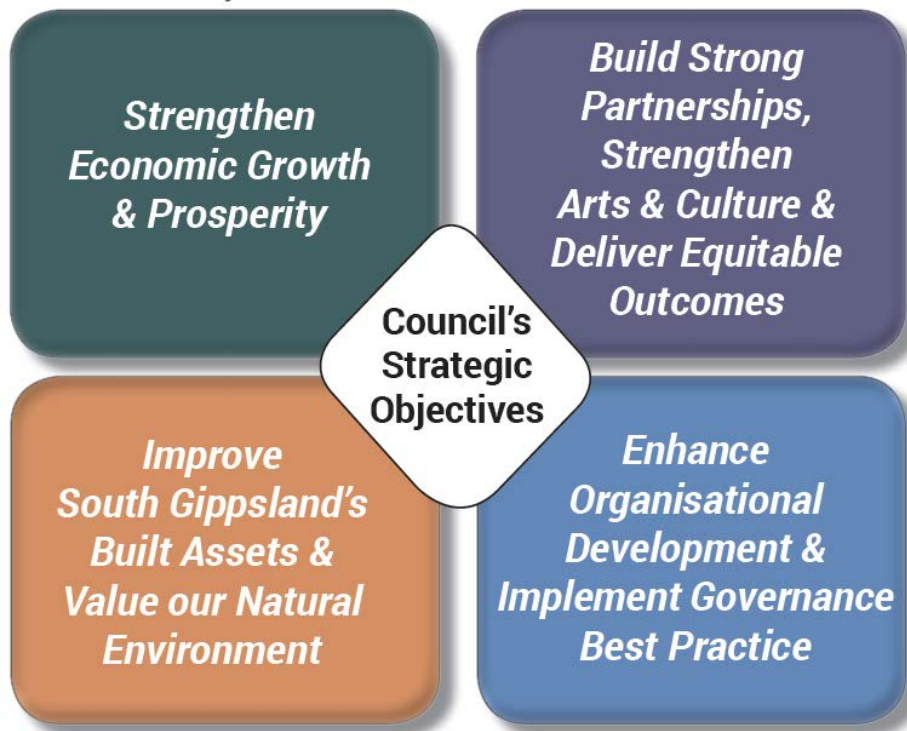 Strengthen
Economic Growth
& Prosperity
Build Strong
Partnerships,
Strengthen
Arts & Culture &
Deliver Equitable
Outcomes
Council's
Strategic
Objectives
Improve
South Gippsland's
Built Assets &
Value our Natural
Environment
Enhance
Organisational
Development &
Implement Governance
Best Practice